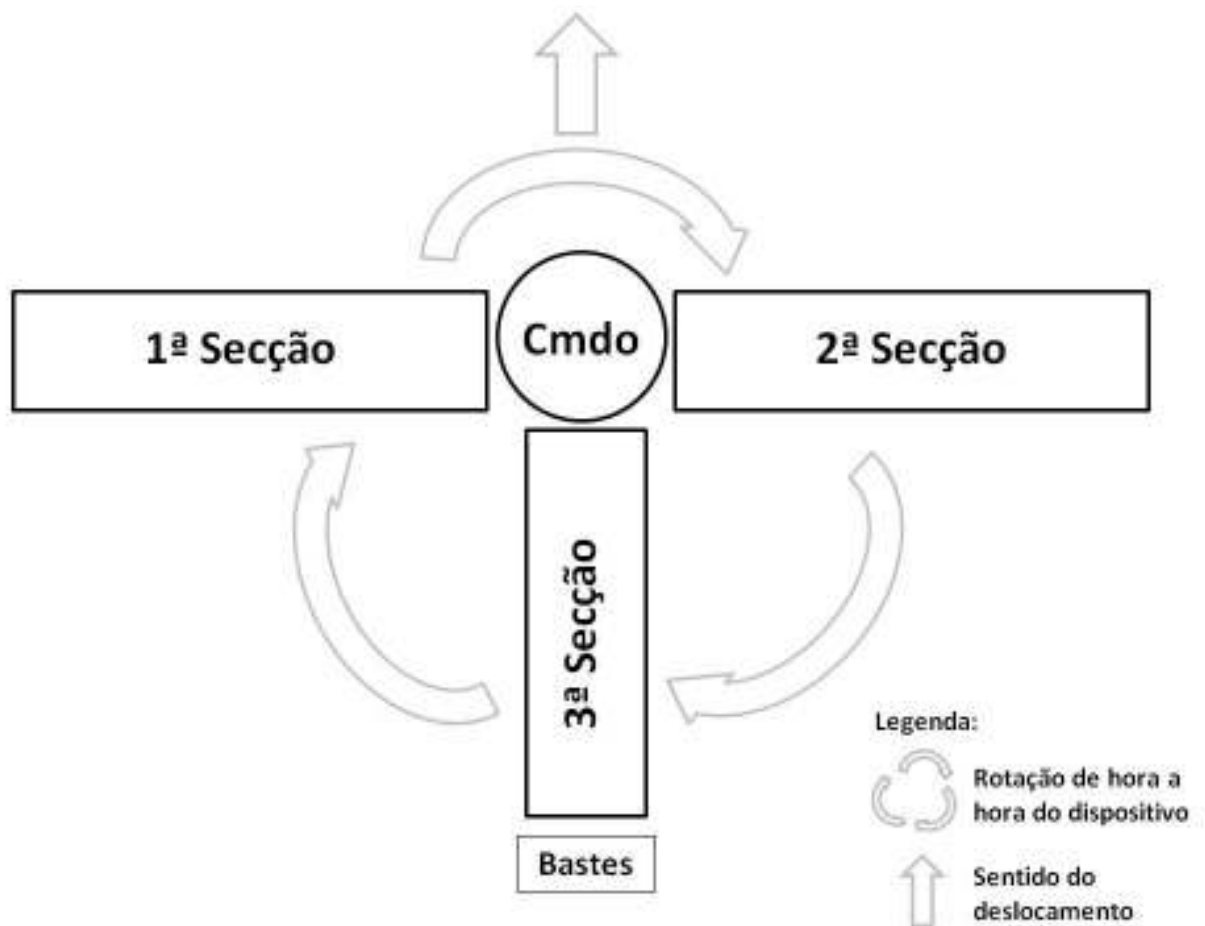 Cmdo
1ª Secção
2ª Secção
3ª Secção
Bastes
Legenda:
Rotação de hora a
hora do dispositivo
Sentido do
deslocamento